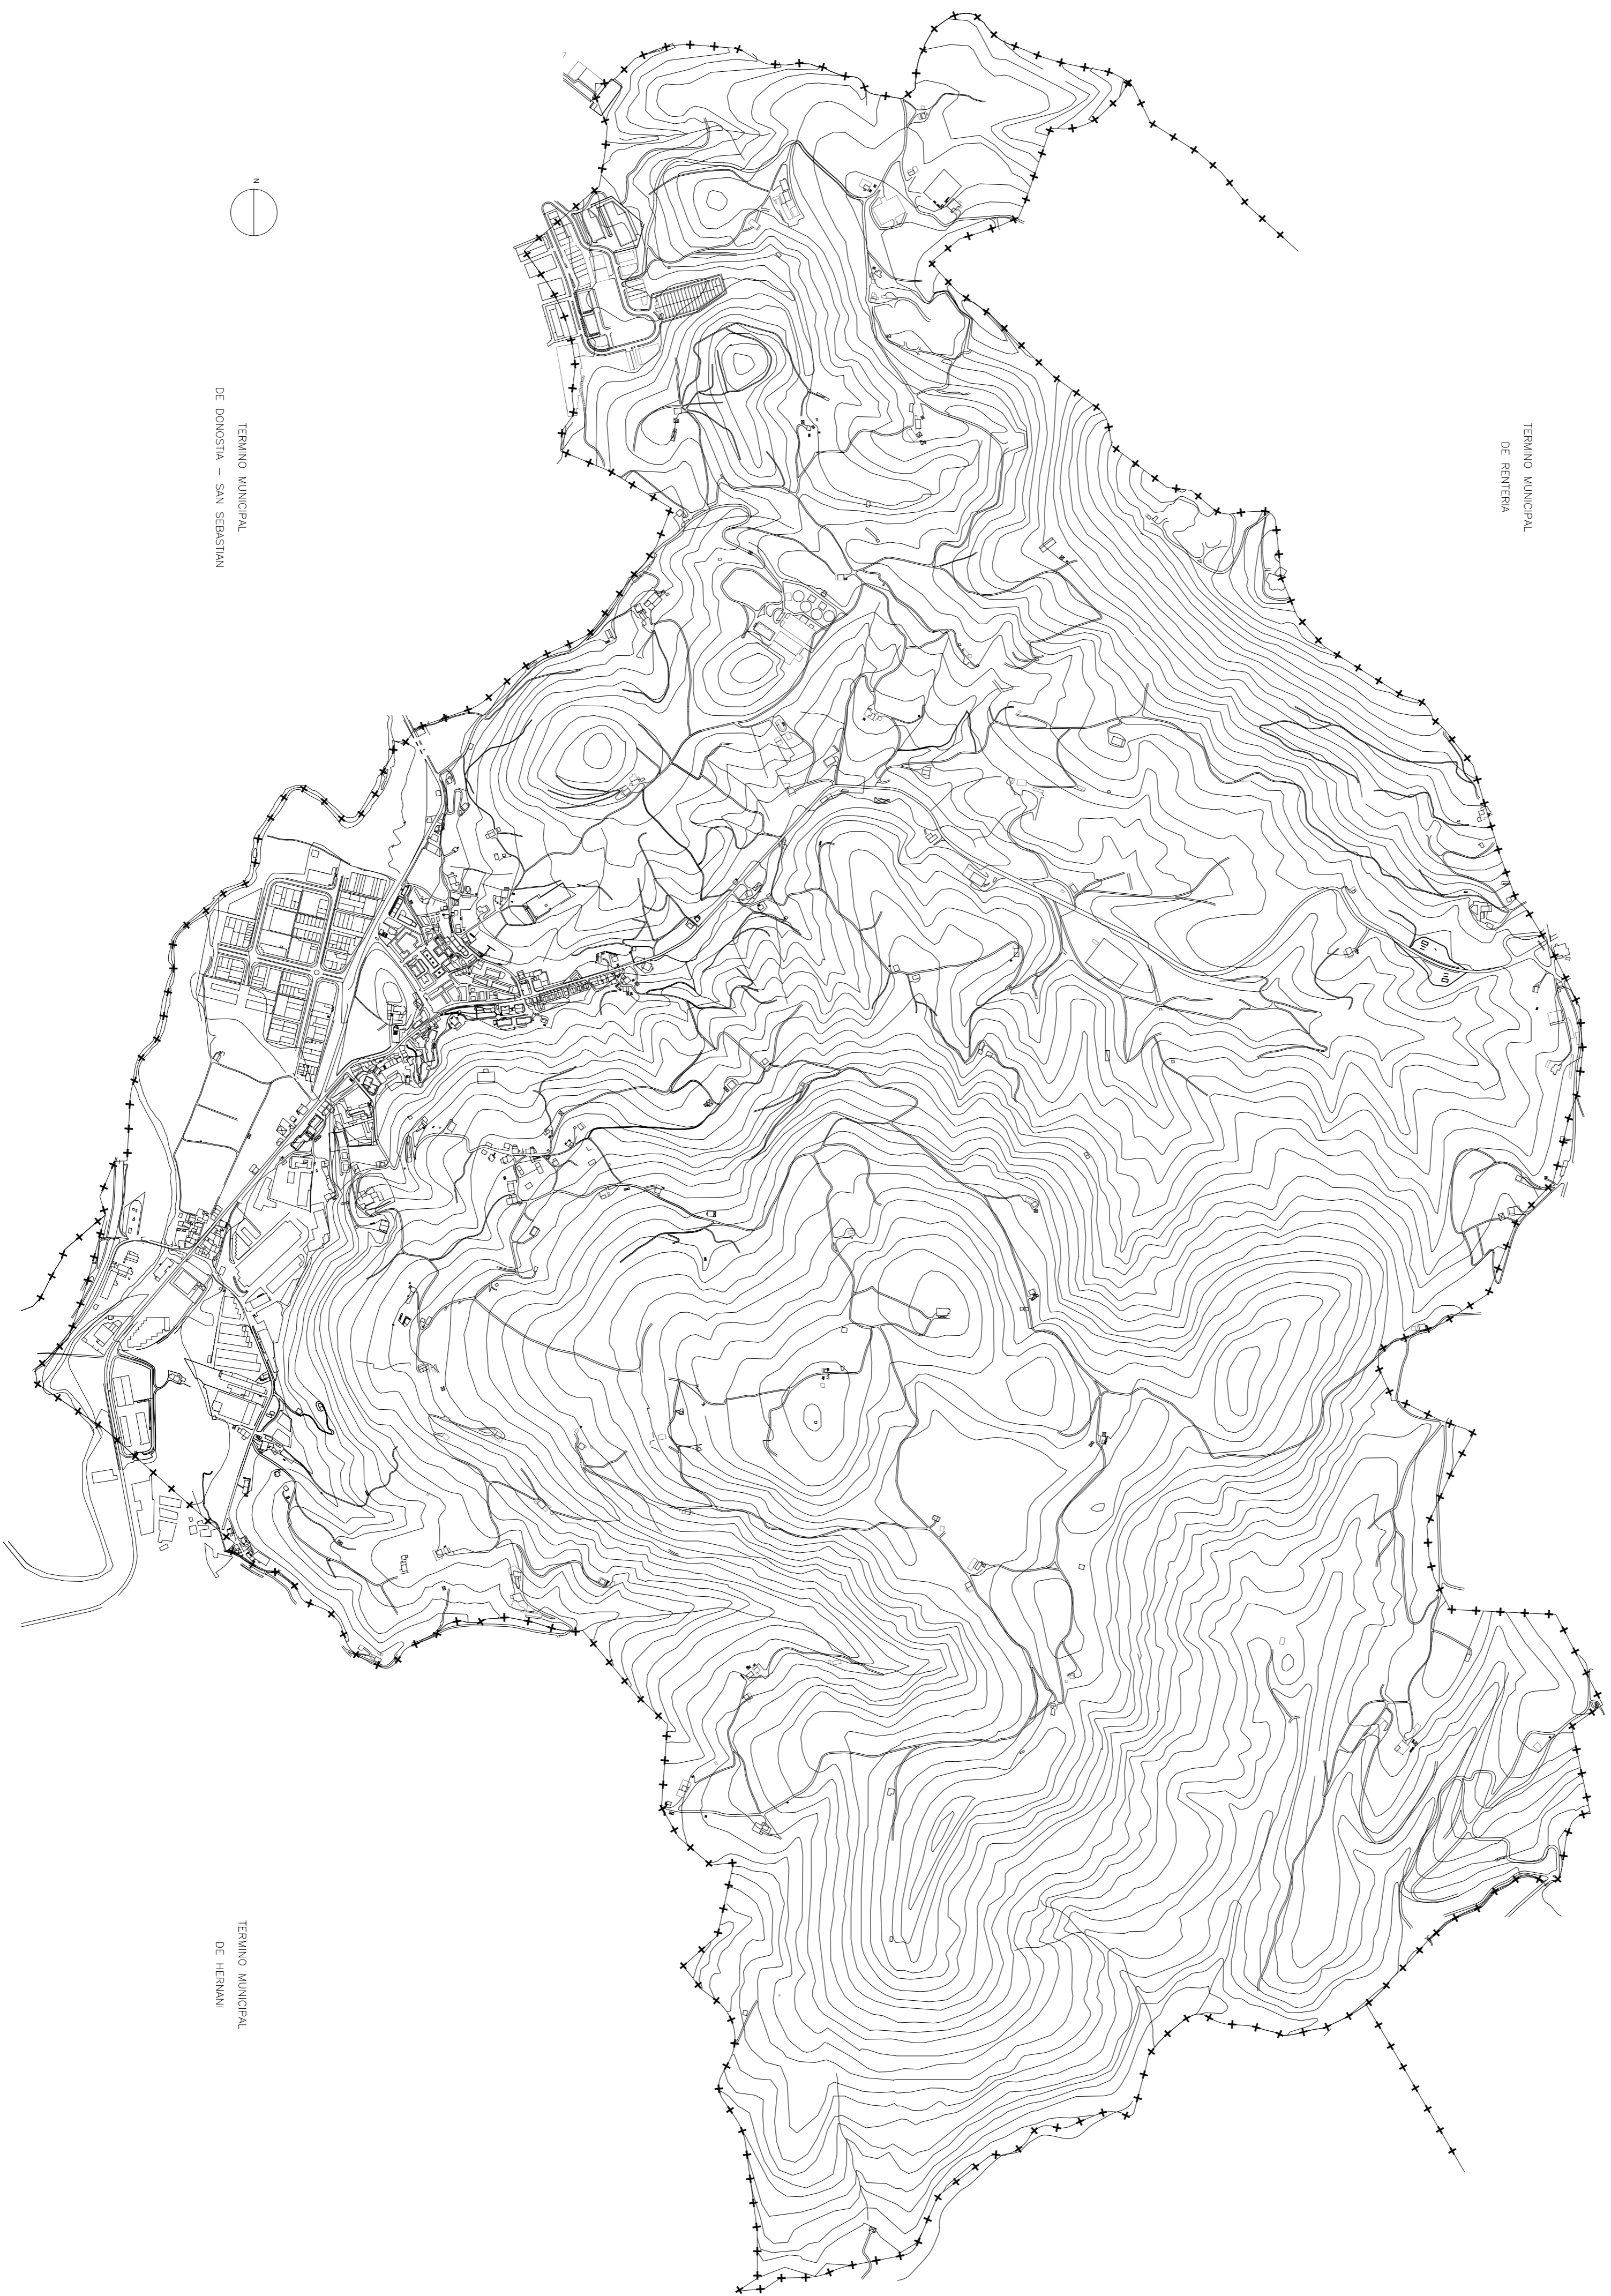 N
TERMINO MUNICIPAL
DE DONOSTIA – SAN SEBASTIAN
TERMINO MUNICIPAL
DE RENTERIA
TERMINO MUNICIPAL
DE HERNANI